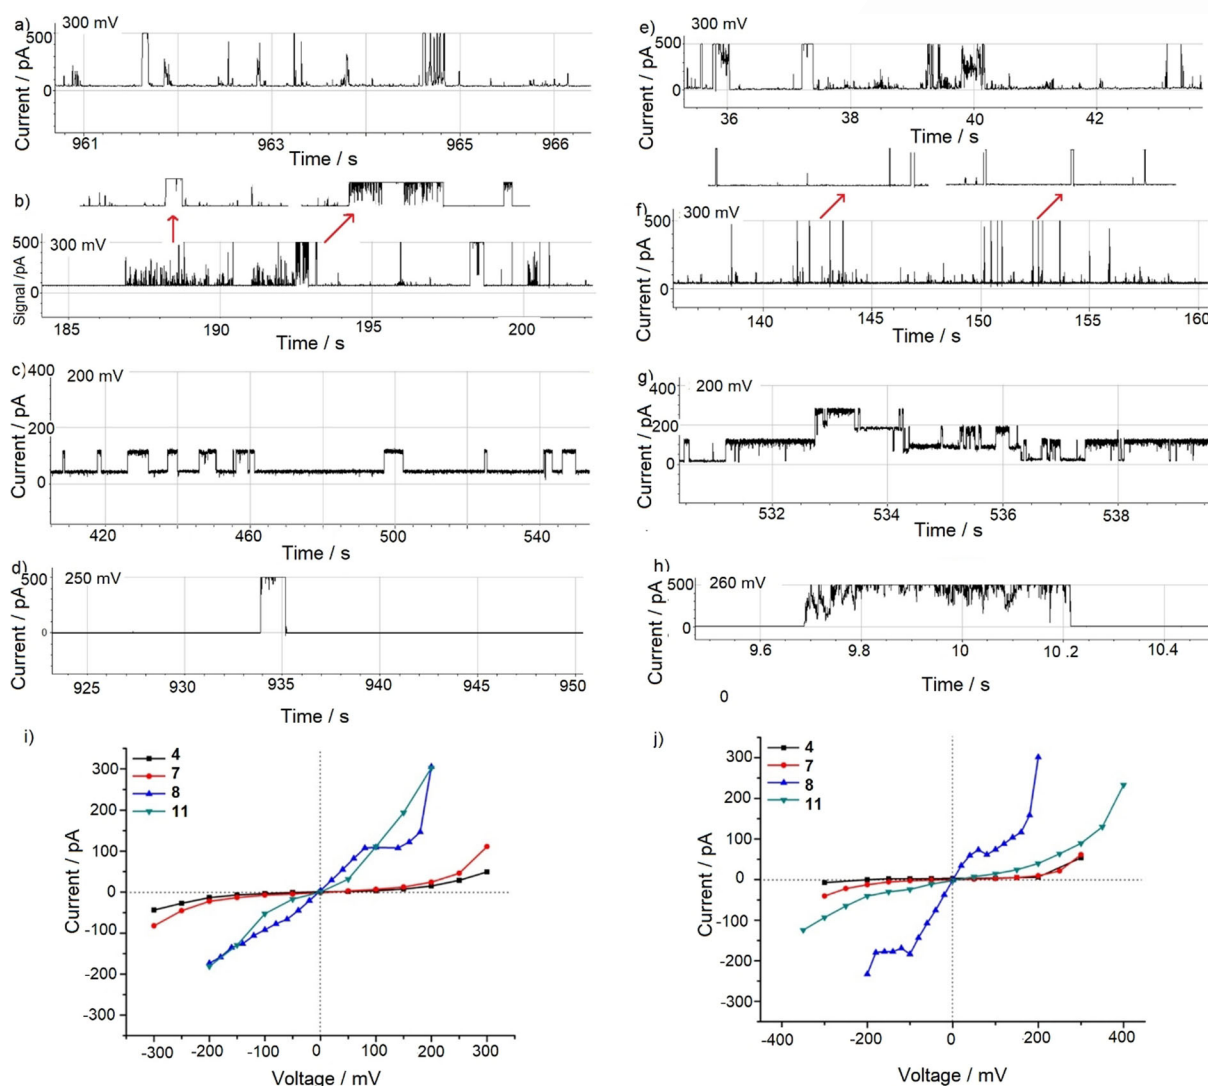 a)
300 mV
500
0
Current / pA
961
963
965
966
Time / s
b)
300 mV
500
0
Signal /pA
185
190
195
200
Time / s
c)
400
200 mV
200
0
Current / pA
420
460
500
540
Time / s
d)
500
250 mV
0
Current / pA
925
930
935
940
945
950
Time / s
e)
300 mV
500
0
Current / pA
36
38
40
42
Time / s
f)
300 mV
500
0
Current / pA
140
145
150
155
160
Time / s
g)
400
200 mV
200
0
Current / pA
532
534
536
538
Time / s
h)
500
260 mV
0
Current / pA
9.6
9.8
10
10 .2
10.4
Time / s
0
i)
4
7
8
11
300
200
100
0
-100
-200
-300
Current / pA
-300
-200
-100
0
100
200
300
Voltage / mV
j)
4
7
8
11
300
200
100
0
-100
-200
-300
Current / pA
-400
-200
0
200
400
Voltage / mV